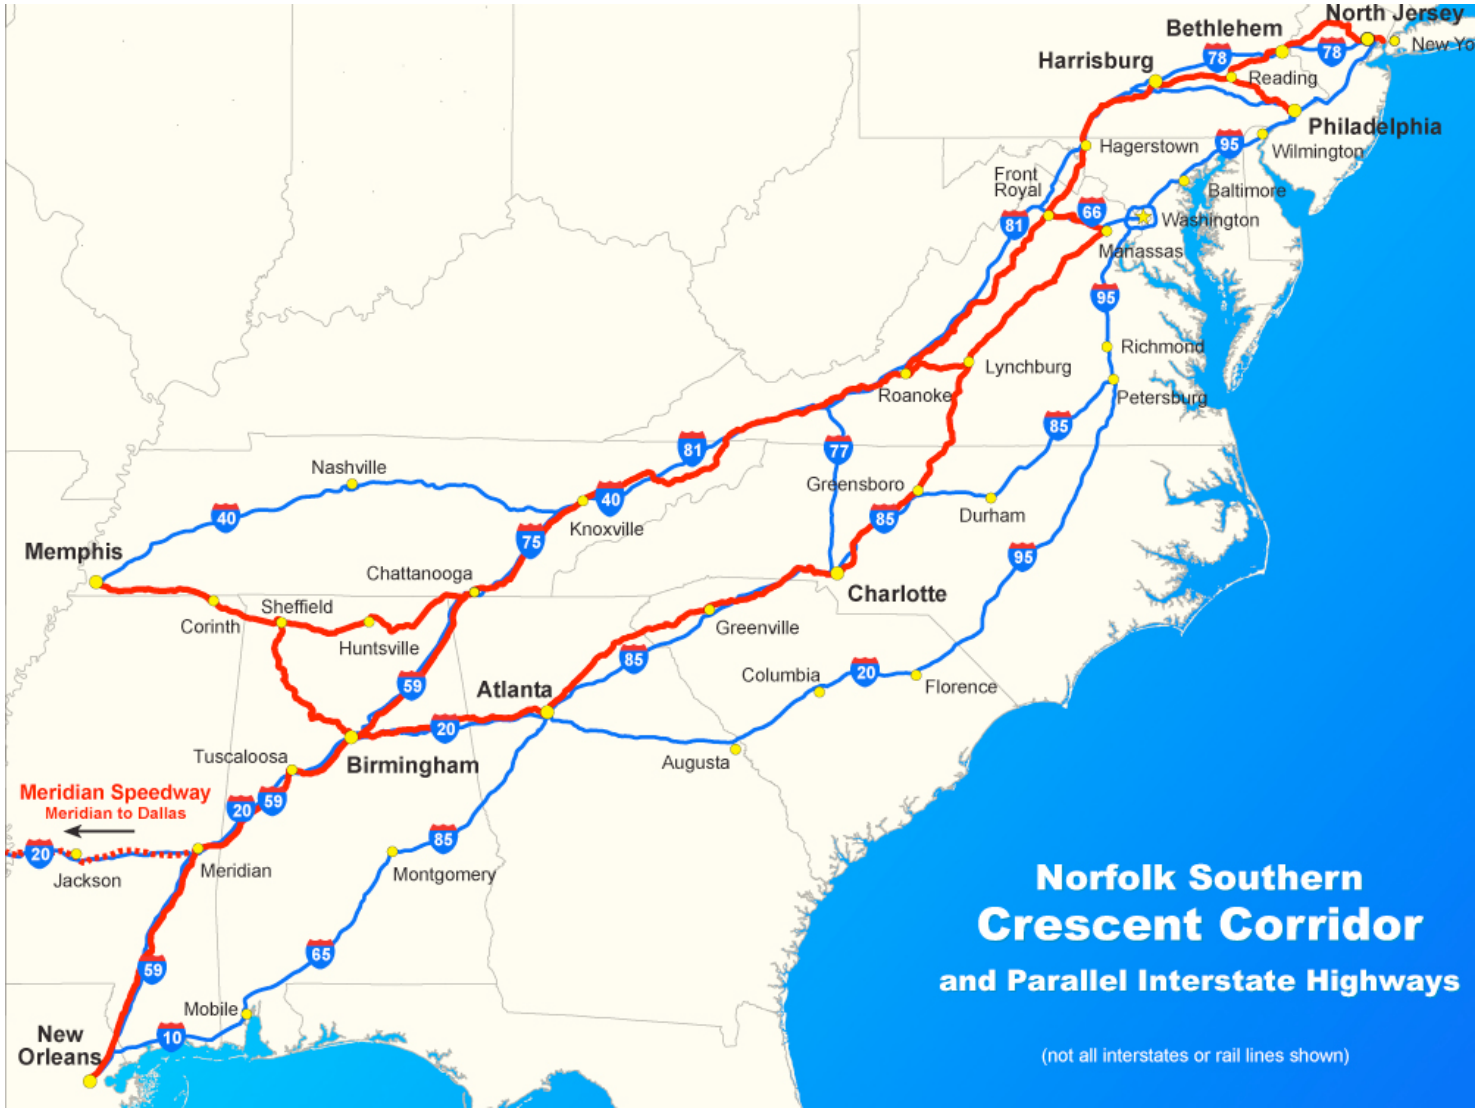 North Jersey
Bethlehem
78
78
New Yo
Harrisburg
Reading
Philadelphia
95
Hagerstown
Wilmington
Front
Royal
Baltimore
66
81
Washington
Manassas
95
Richmond
Lynchburg
Roanoke
Petersburg
85
81
77
Nashville
Greensboro
40
40
Knoxville
85
Durham
75
95
Memphis
Chattanooga
Charlotte
Sheffield
Corinth
Greenville
Huntsville
85
Columbia
20
59
Atlanta
Florence
20
Tuscaloosa
Birmingham
Augusta
Meridian Speedway
Meridian to Dallas
20
59
85
20
Jackson
Meridian
Montgomery
Norfolk Southern
Crescent Corridor
and Parallel Interstate Highways
65
59
Mobile
10
New
Orleans
(not all interstates or rail lines shown)